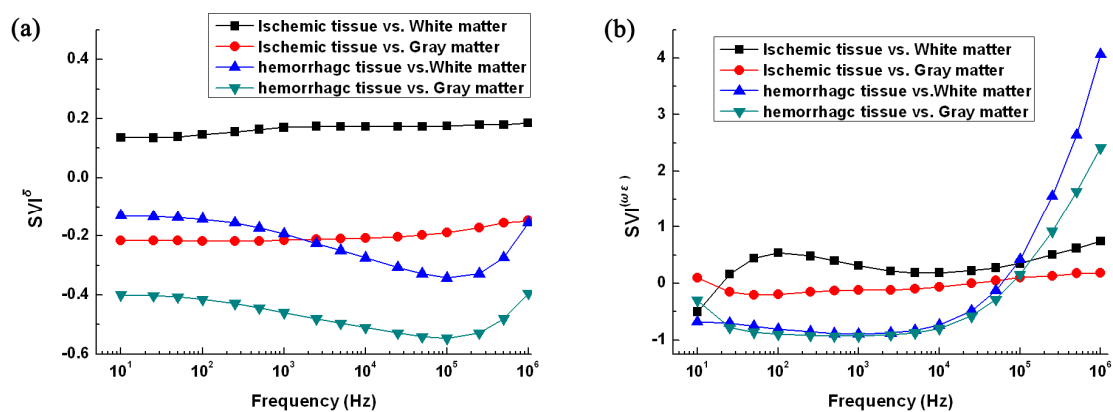 (a)
Ischemic tissue vs. White matter
Ischemic tissue vs. Gray matter
hemorrhagc tissue vs.White matter
hemorrhagc tissue vs. Gray matter
0.4
0.2
0.0
-0.2
-0.4
-0.6
SVI^δ
10^1
10^2
10^3
10^4
10^5
10^6
Frequency (Hz)
(b)
Ischemic tissue vs. White matter
Ischemic tissue vs. Gray matter
hemorrhagc tissue vs.White matter
hemorrhagc tissue vs. Gray matter
4
3
2
1
0
-1
SVI^(ωε)
10^1
10^2
10^3
10^4
10^5
10^6
Frequency (Hz)